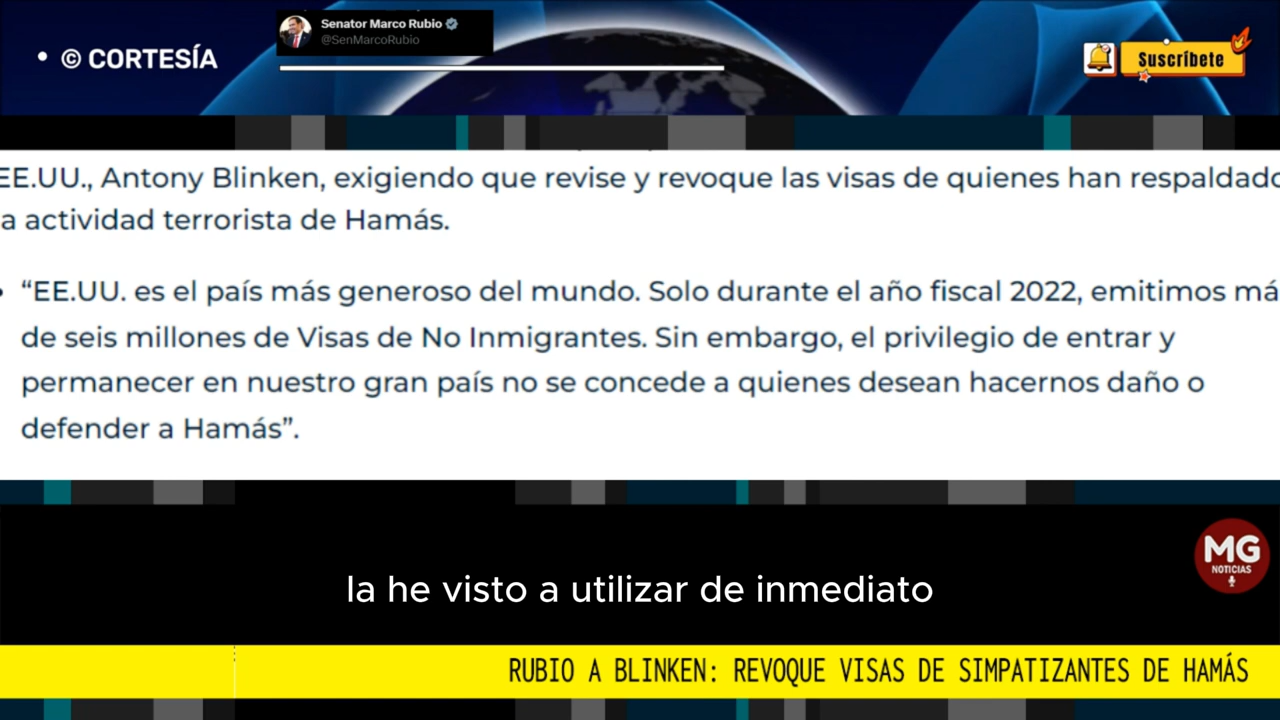 Senator Marco Rubio
@SenMarcoRubio
• © CORTESÍA
Suscríbete
EE.UU., Antony Blinken, exigiendo que revise y revoque las visas de quienes han respaldado
a actividad terrorista de Hamás.
• “EE.UU. es el país más generoso del mundo. Solo durante el año fiscal 2022, emitimos má
de seis millones de Visas de No Inmigrantes. Sin embargo, el privilegio de entrar y
permanecer en nuestro gran país no se concede a quienes desean hacernos daño o
defender a Hamás”.
MG
NOTICIAS
la he visto a utilizar de inmediato
RUBIO A BLINKEN: REVOQUE VISAS DE SIMPATIZANTES DE HAMÁS